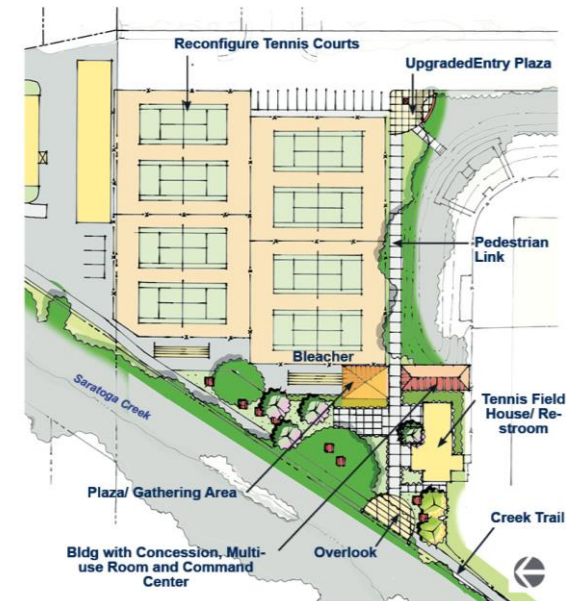 Reconfigure Tennis Courts
UpgradedEntry Plaza
Pedestrian
Link
Bleacher
Saratoga Creek
Tennis Field
House/ Re-
stroom
Plaza/ Gathering Area
Creek Trail
Bldg with Concession, Multi-
use Room and Command
Center
Overlook